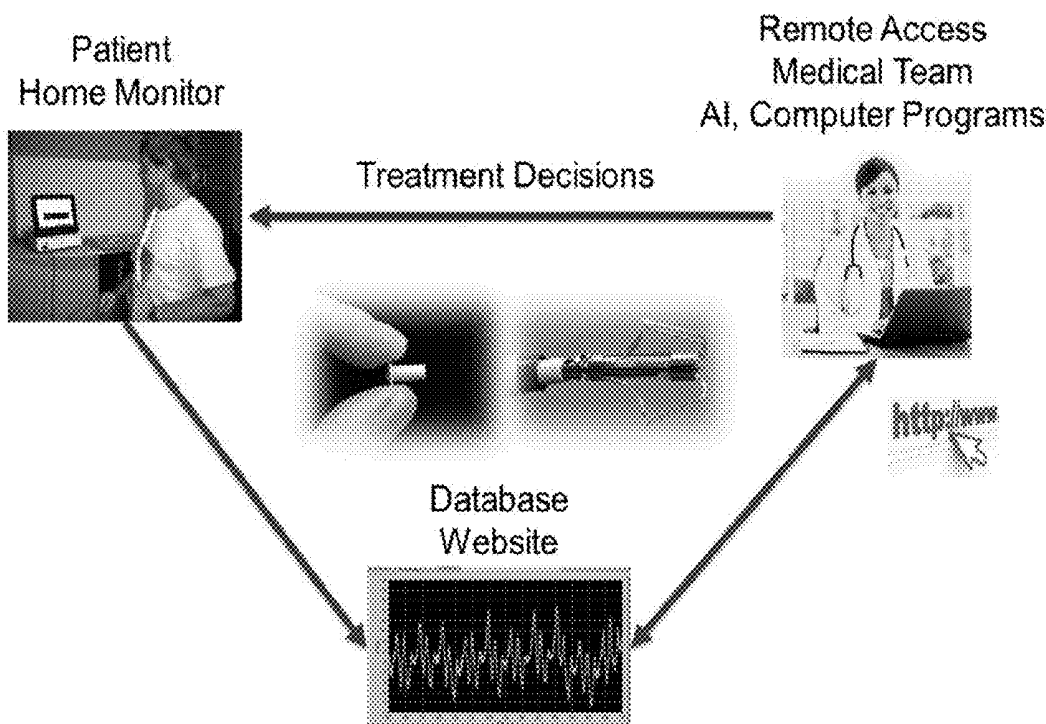 Patient
Home Monitor
Remote Access
Medical Team
AI, Computer Programs
Treatment Decisions
http://www
Database
Website